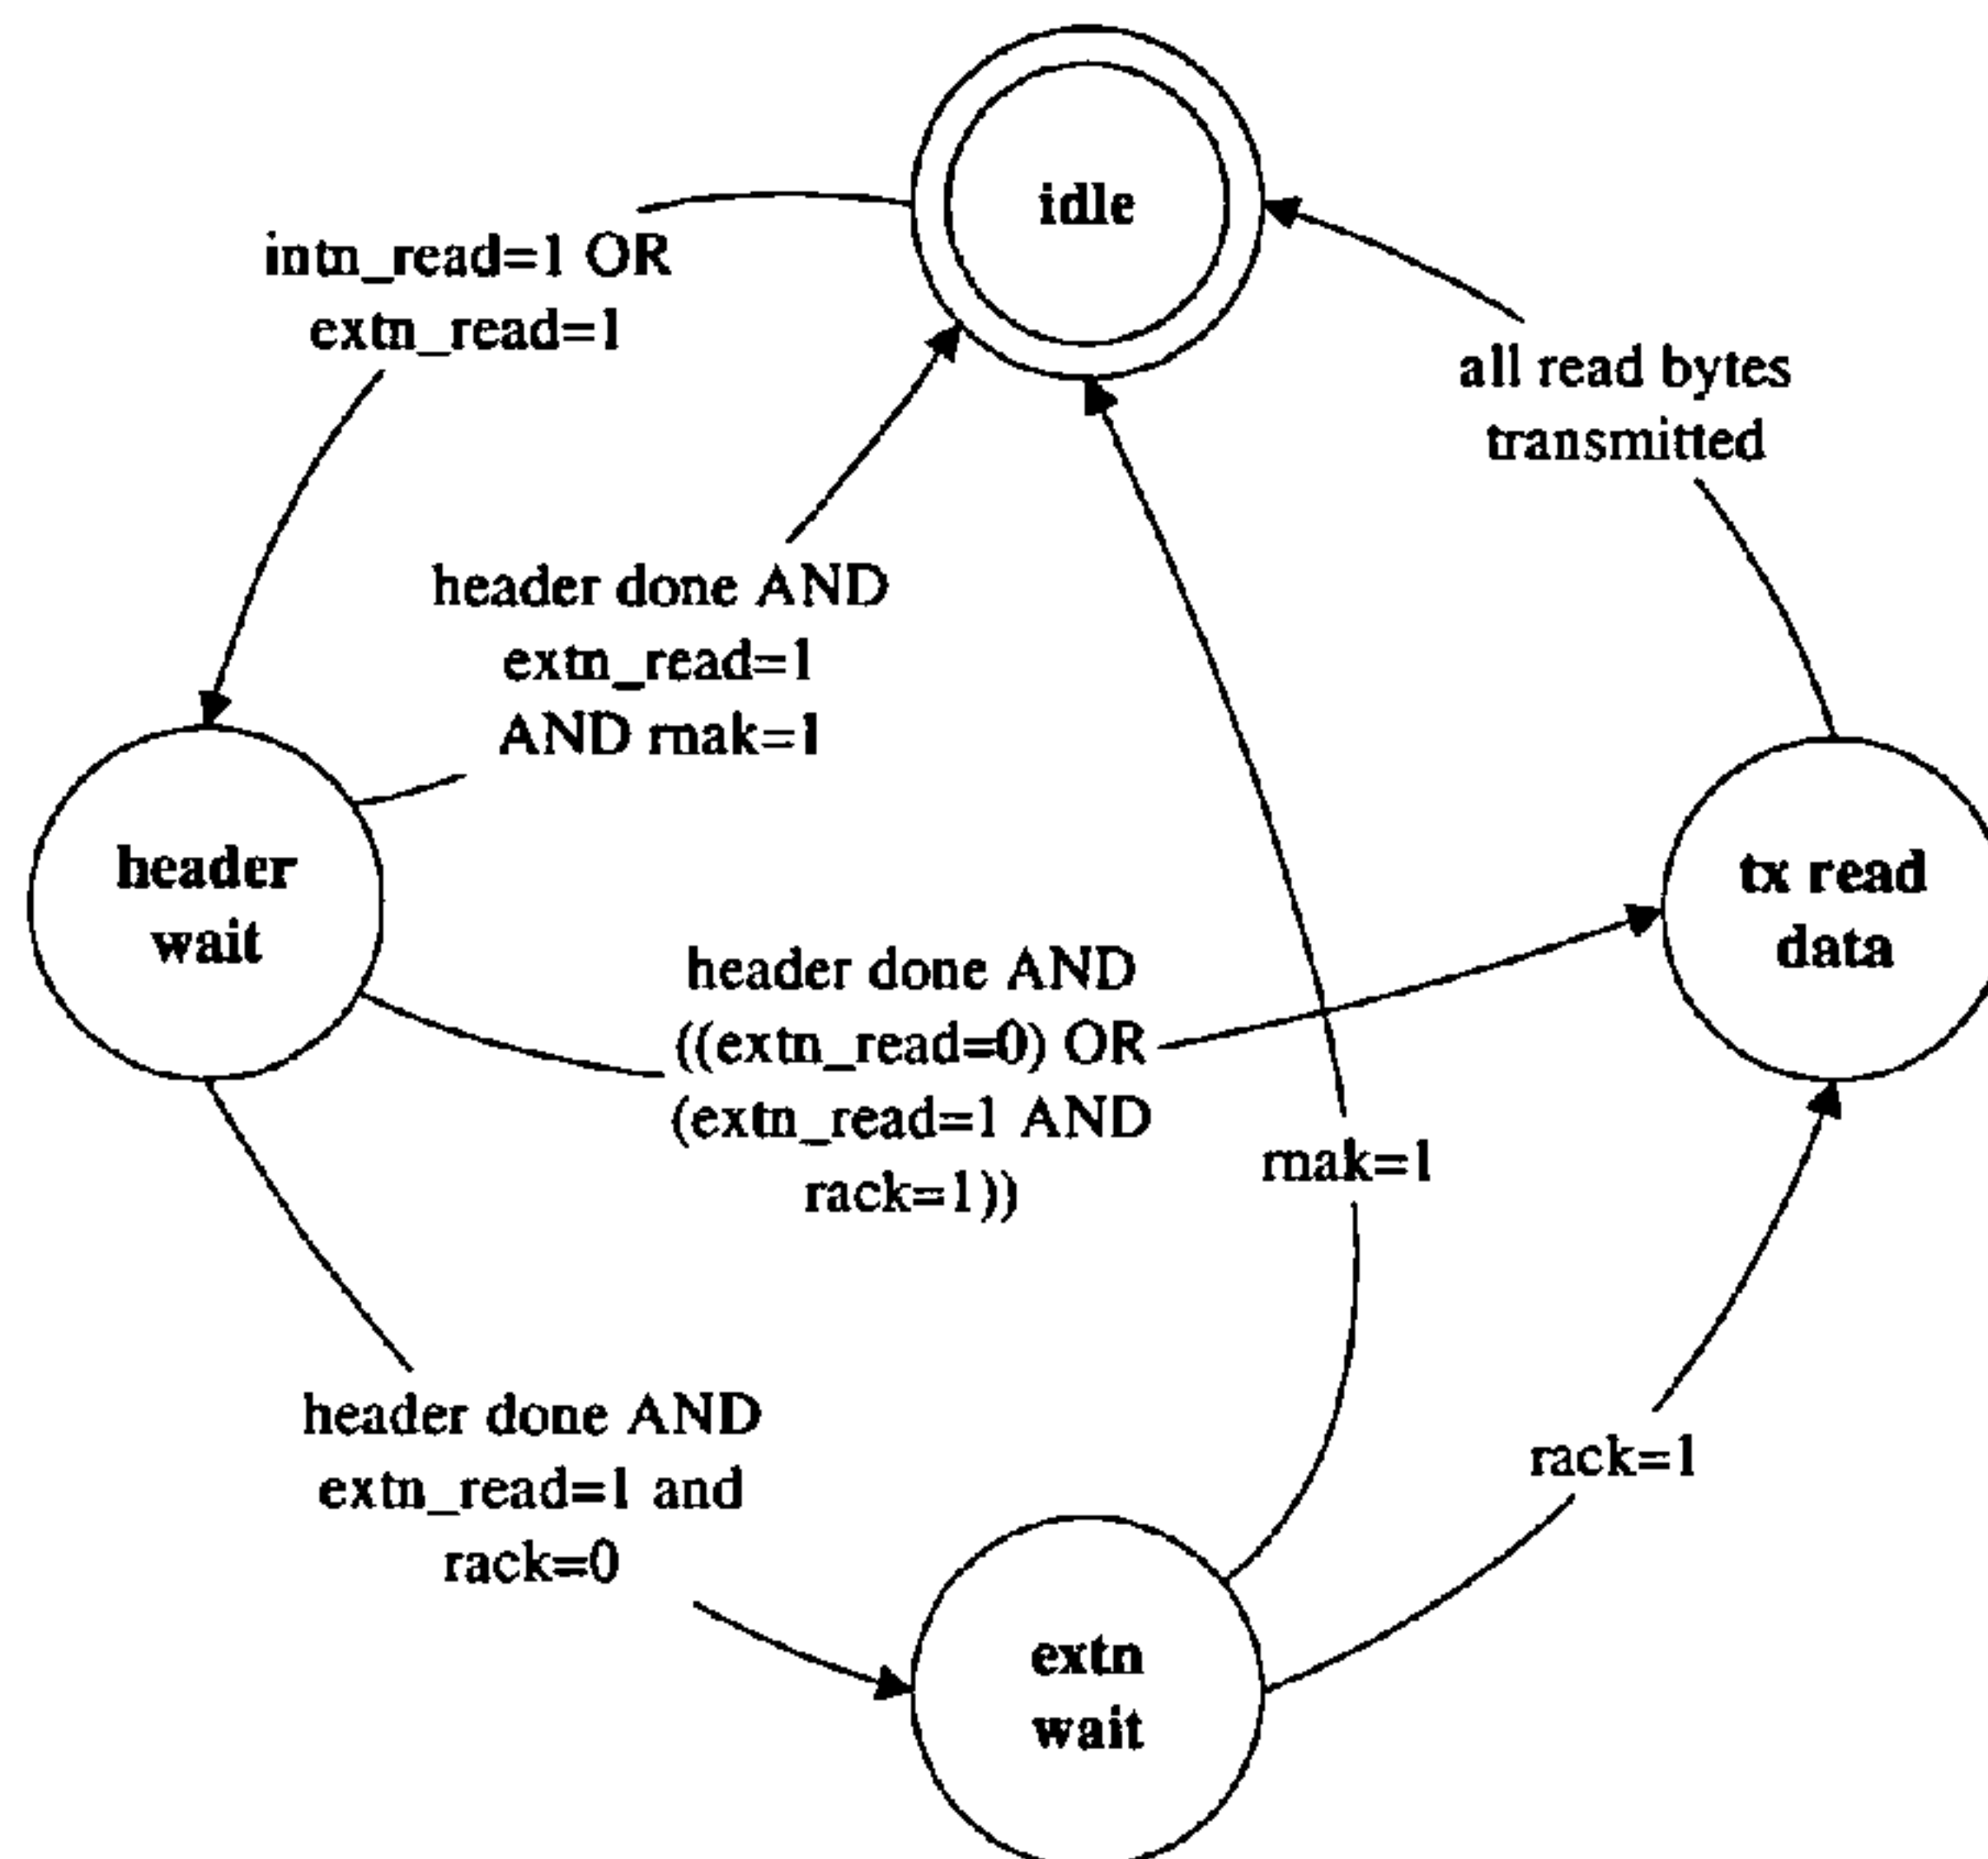 idle
intn_read=1 OR
extn_read=1
all read bytes
transmitted
header done AND
extn_read=1
AND rnak=1
header
wait
tx read
data
header done AND
((extn_read=0) OR
(extn_read=1 AND
rack=1))
rnak=1
header done AND
extn_read=1 and
rack=0
rack=1
extn
wait